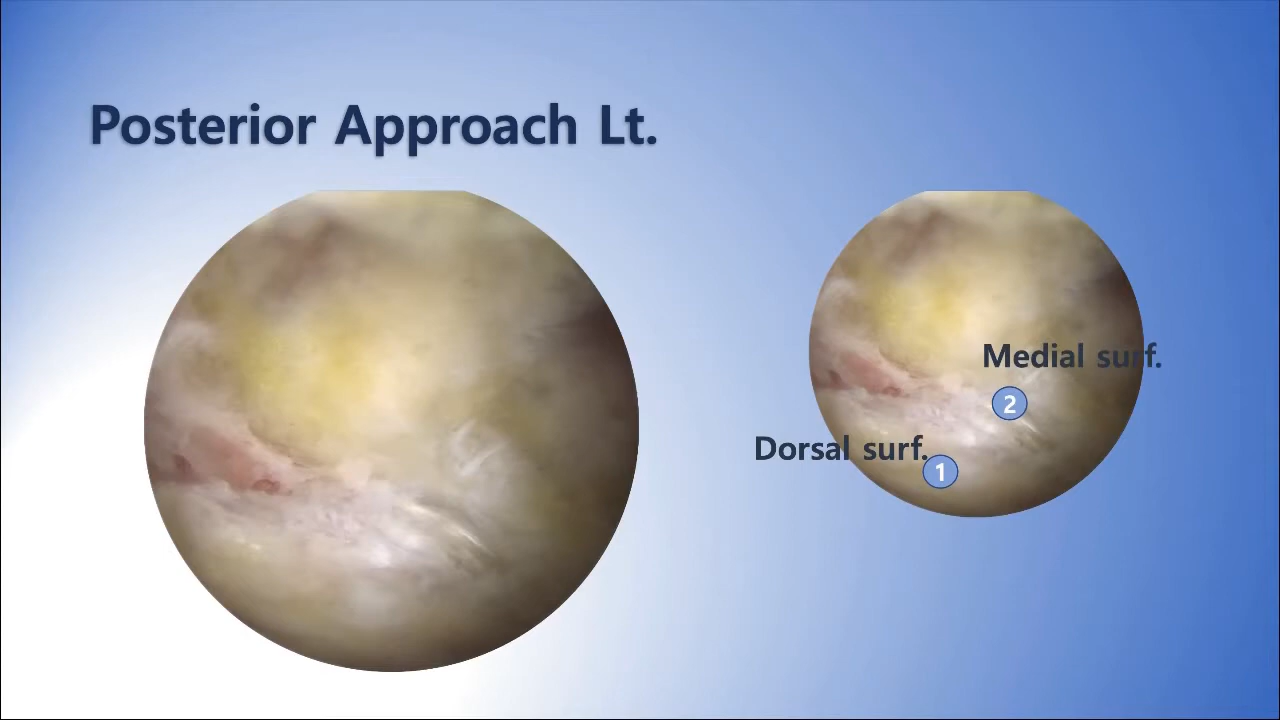 Posterior Approach Lt.
Medial surf.
2
Dorsal surf.
1